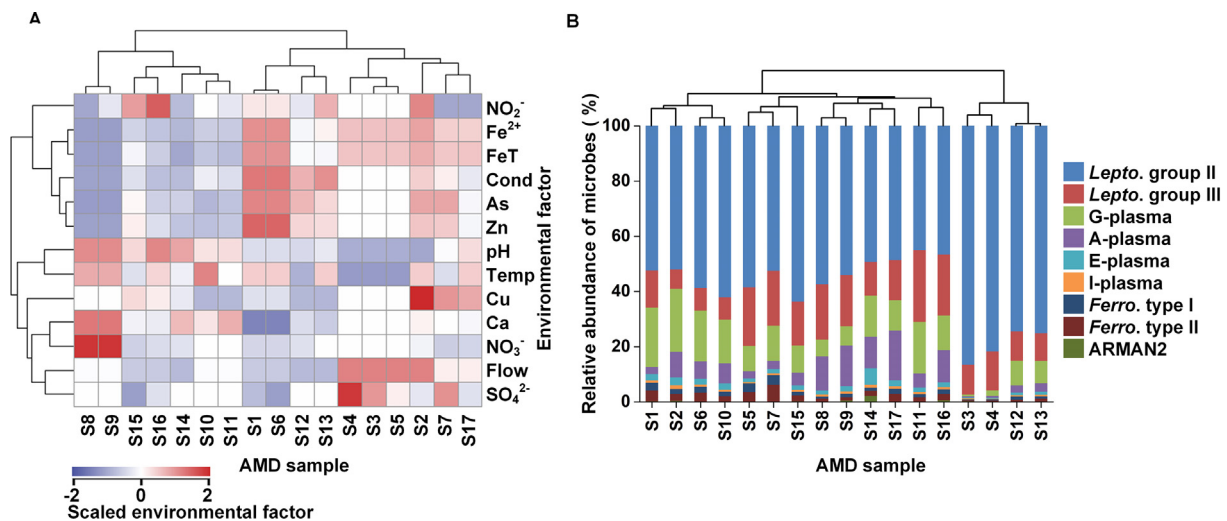 A
NO₂⁻
Fe²⁺
FeT
Cond
As
Zn
pH
Temp
Cu
Ca
NO₃⁻
Flow
SO₄²⁻
Environmental factor
S8 S9 S15 S16 S14 S10 S11 S1 S6 S12 S13 S4 S3 S5 S2 S7 S17
AMD sample
-2 0 2
Scaled environmental factor
B
Relative abundance of microbes ( %)
100
80
60
40
20
0
S1 S2 S6 S10 S5 S7 S15 S8 S9 S14 S17 S11 S16 S3 S4 S12 S13
AMD sample
Lepto. group II
Lepto. group III
G-plasma
A-plasma
E-plasma
I-plasma
Ferro. type I
Ferro. type II
ARMAN2